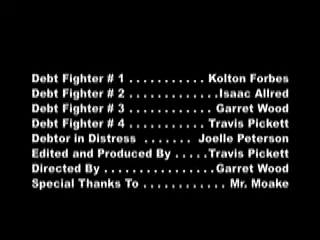 Debt Fighter # 1 . . . . . . . . . . . Kolton Forbes
Debt Fighter # 2 . . . . . . . . . . . . .Isaac Allred
Debt Fighter # 3 . . . . . . . . . . . Garret Wood
Debt Fighter # 4 . . . . . . . . . . . Travis Pickett
Debtor in Distress . . . . . . . Joelle Peterson
Edited and Produced By . . . . .Travis Pickett
Directed By . . . . . . . . . . . . . . . .Garret Wood
Special Thanks To . . . . . . . . . . . . Mr. Moake